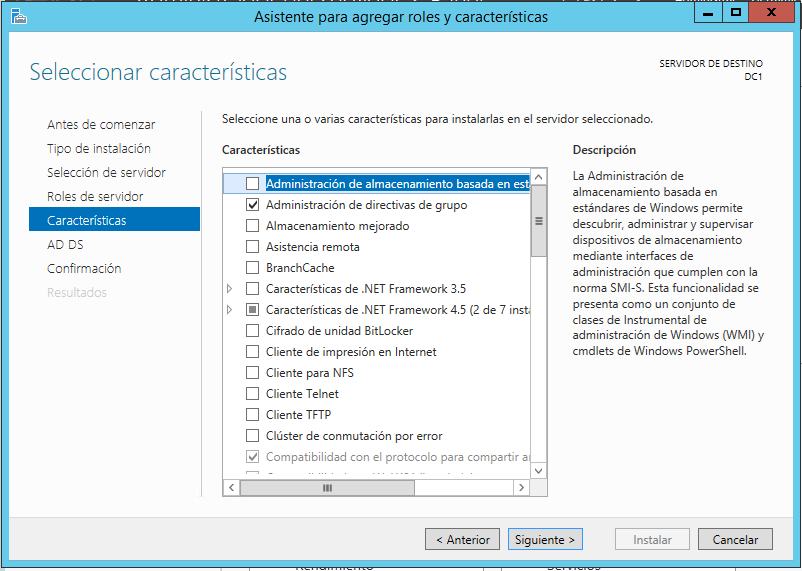 Asistente para agregar roles y características
Seleccionar características
SERVIDOR DE DESTINO
DC1
Antes de comenzar
Tipo de instalación
Selección de servidor
Roles de servidor
Características
AD DS
Confirmación
Resultados
Seleccione una o varias características para instalarlas en el servidor seleccionado.
Características
Administración de almacenamiento basada en está
Administración de directivas de grupo
Almacenamiento mejorado
Asistencia remota
BranchCache
Características de .NET Framework 3.5
Características de .NET Framework 4.5 (2 de 7 insta
Cifrado de unidad BitLocker
Cliente de impresión en Internet
Cliente para NFS
Cliente Telnet
Cliente TFTP
Clúster de conmutación por error
Compatibilidad con el protocolo para compartir ar
Descripción
La Administración de
almacenamiento basada en
estándares de Windows permite
descubrir, administrar y supervisar
dispositivos de almacenamiento
mediante interfaces de
administración que cumplen con la
norma SMI-S. Esta funcionalidad se
presenta como un conjunto de
clases de Instrumental de
administración de Windows (WMI) y
cmdlets de Windows PowerShell.
< Anterior
Siguiente >
Instalar
Cancelar